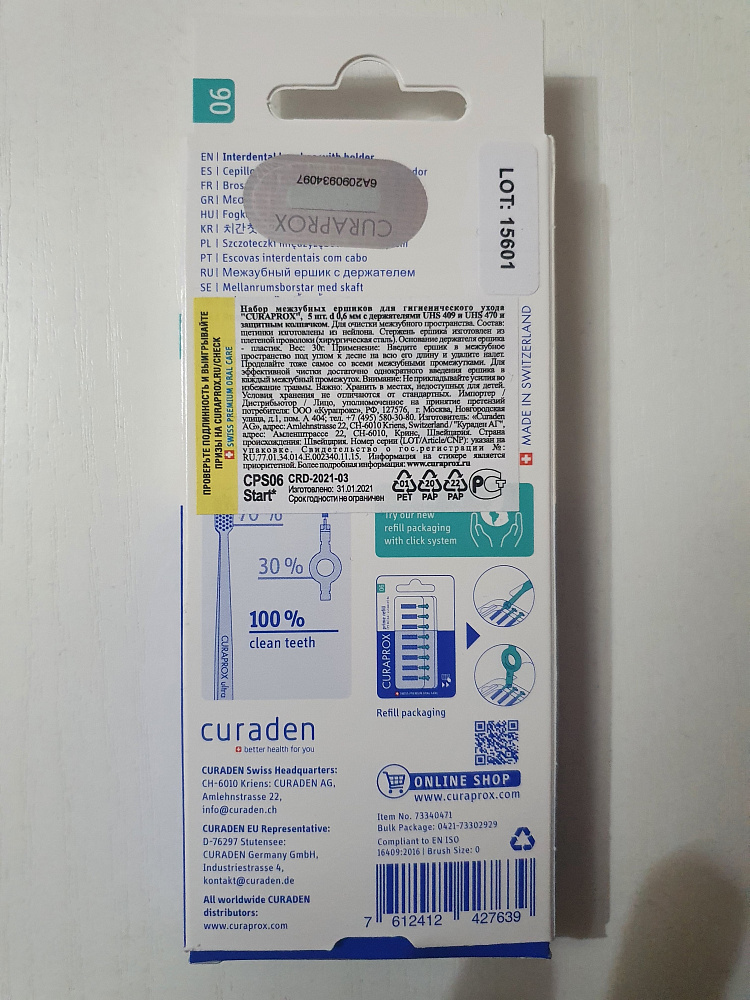 06
EN | Interdental with holder
ES | Cepillo
FR |
GR |
HU |
KR | 치간칫
PL | Szczoteczki
PT | Escovas interdentais com cabo
RU | Межзубный ершик с держателем
SE | Mellanrumsborstar med skaft
6A2090934097
CURAPROX
LOT: 15601
ПРОВЕРЬТЕ ПОДЛИННОСТЬ И ВЫИГРЫВАЙТЕ
ПРИЗЫ НА CURAPROX.RU/CHECK
SWISS PREMIUM ORAL CARE
Набор межзубных ершиков для гигиенического ухода
"CURAPROX", 5 шт. d 0,6 мм с держателями UHS 409 и UHS 470 и
защитным колпачком. Для очистки межзубного пространства. Состав:
щетинки изготовлены из нейлона. Стержень ершика изготовлен из
плетеной проволоки (хирургическая сталь). Основание держателя ершика
- пластик. Вес: 30г. Применение: Введите ершик в межзубное
пространство под углом к десне на всю его длину и удалите налет.
Проделайте тоже самое со всеми межзубными промежутками. Для
эффективной чистки достаточно однократного введения ершика в
каждый межзубный промежуток. Внимание: Не прикладывайте усилия во
избежание травмы. Важно: Хранить в местах, недоступных для детей.
Условия хранения не отличаются от стандартных. Импортер /
Дистрибьютор / Лицо, уполномоченное на принятие претензий
потребителя: ООО «Курапрокс», РФ, 127576, г. Москва, Новгородская
улица, д.1, пом. А 404; тел. +7 (495) 580-30-80. Изготовитель: «Curaden
AG», адрес: Amlehnstrasse 22, CH-6010 Kriens, Switzerland / "Кураден АГ",
адрес: Амленштрассе 22, CH-6010, Криенс, Швейцария. Страна
происхождения: Швейцария. Номер серии (LOT/Article/CNP): указан на
упаковке. Свидетельство о гос.регистрации №:
RU.77.01.34.014.E.002340.11.15. Информация на стикере является
приоритетной. Более подробная информация: www.curaprox.ru
CPS06
Start*
CRD-2021-03
Изготовлено: 31.01.2021
Срок годности не ограничен
01
PET
20
PAP
22
PAP
MADE IN SWITZERLAND
70 %
30 %
100 %
clean teeth
CURAPROX ultra
Try our new
refill packaging
with click system
CURAPROX
prime refill
Refill packaging
curaden
better health for you
CURADEN Swiss Headquarters:
CH-6010 Kriens: CURADEN AG,
Amlehnstrasse 22,
info@curaden.ch
CURADEN EU Representative:
D-76297 Stutensee:
CURADEN Germany GmbH,
Industriestrasse 4,
kontakt@curaden.de
All worldwide CURADEN
distributors:
www.curaprox.com
ONLINE SHOP
www.curaprox.com
Item No. 73340471
Bulk Package: 0421-73302929
Compliant to EN ISO
16409:2016 | Brush Size: 0
7 612412 427639